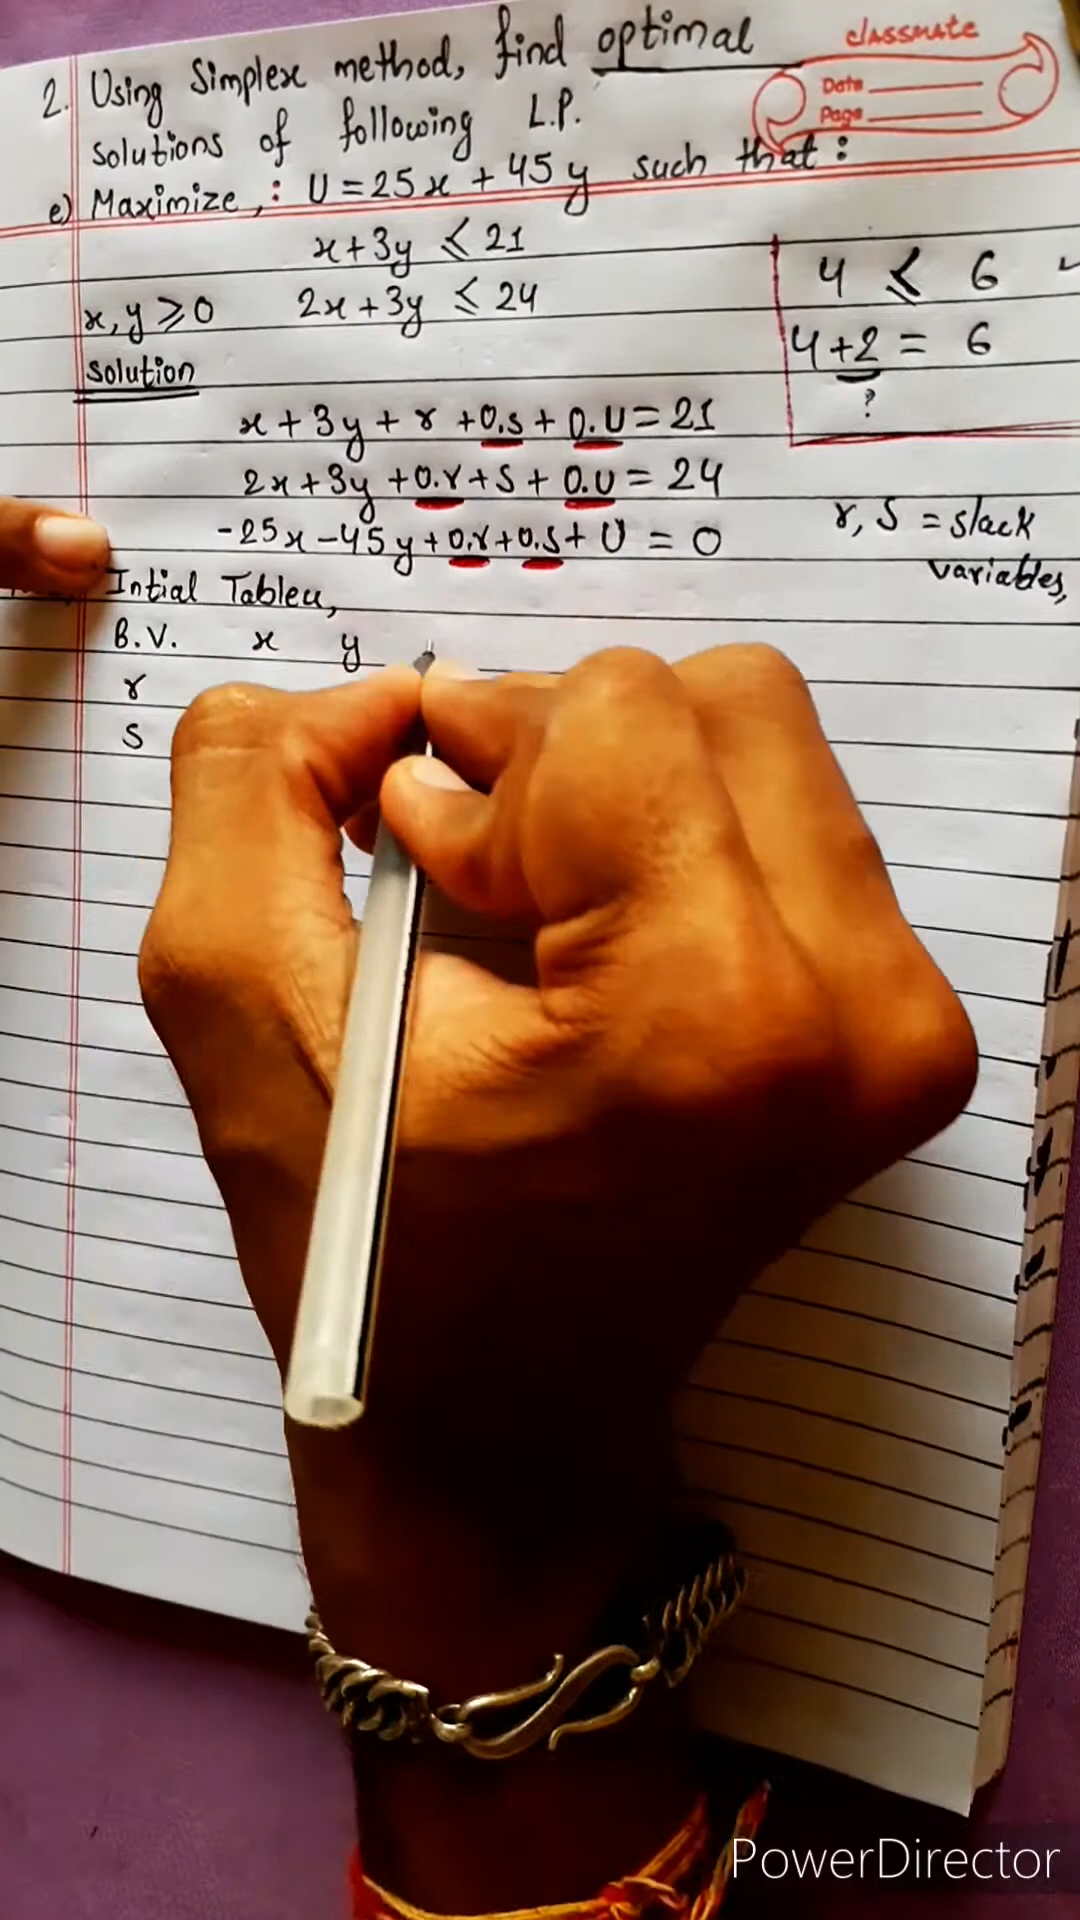 2. Using Simplex method, find optimal
solutions of following L.P.
classmate
Date
Page
e) Maximize,: U = 25x + 45y such that:
x + 3y ≤ 21
x, y ≥ 0 2x + 3y ≤ 24
4 ≤ 6
4 + 2 = 6
?
Solution
x + 3y + r + 0.s + 0.U = 21
2x + 3y + 0.r + S + 0.U = 24
-25x - 45y + 0.r + 0.s + U = 0
r, S = slack
variables,
Intial Tableu,
B.V. x y
r
S
PowerDirector